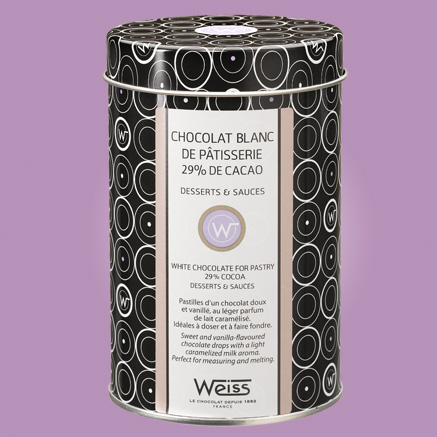 CHOCOLAT BLANC
DE PÂTISSERIE
29% DE CACAO
DESSERTS & SAUCES
W
WHITE CHOCOLATE FOR PASTRY
29% COCOA
DESSERTS & SAUCES
Pastilles d'un chocolat doux
et vanillé, au léger parfum
de lait caramélisé.
Idéales à doser et à faire fondre.
Sweet and vanilla-flavoured
chocolate drops with a light
caramelized milk aroma.
Perfect for measuring and melting.
Weiss
LE CHOCOLAT DEPUIS 1882
FRANCE